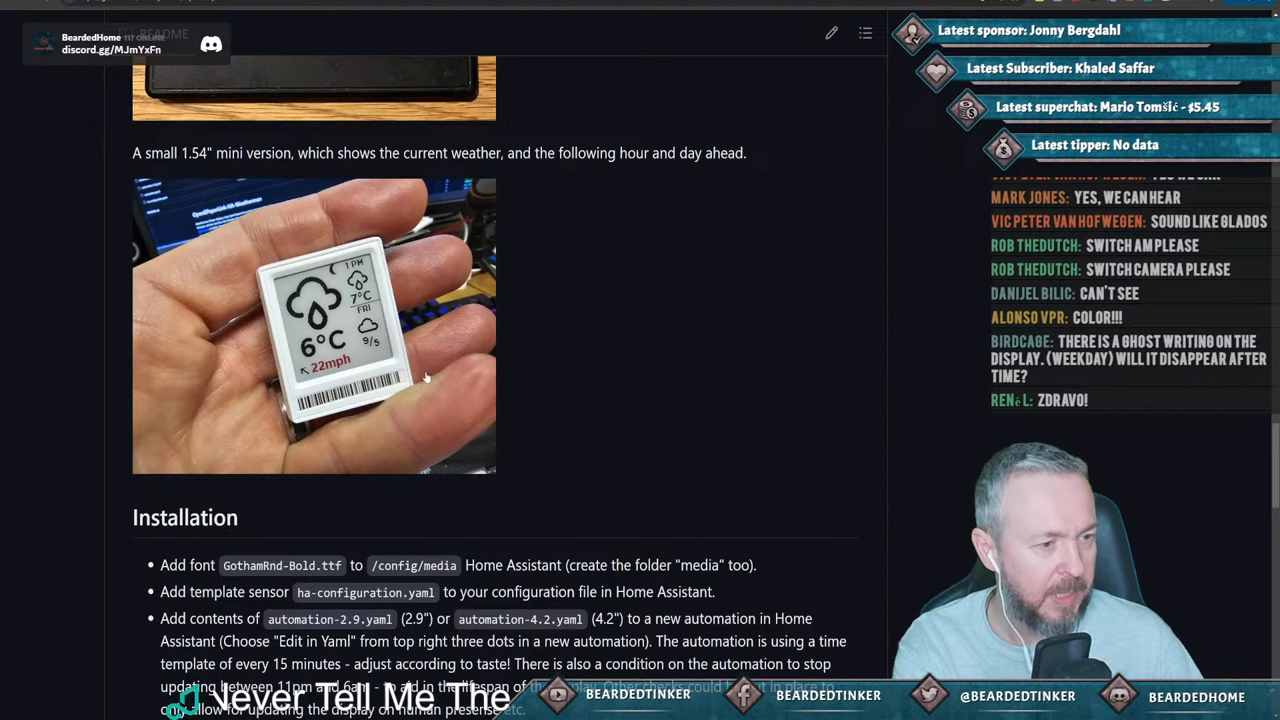 BeardedHome 117 ONLINE
discord.gg/MJmYxFn
README
A small 1.54" mini version, which shows the current weather, and the following hour and day ahead.
1 PM
7°C
FRI
6°C
9/5
22mph
Installation
Add font GothamRnd-Bold.ttf to /config/media Home Assistant (create the folder "media" too).
Add template sensor ha-configuration.yaml to your configuration file in Home Assistant.
Add contents of automation-2.9.yaml (2.9") or automation-4.2.yaml (4.2") to a new automation in Home
Assistant (Choose "Edit in Yaml" from top right three dots in a new automation). The automation is using a time
template of every 15 minutes - adjust according to taste! There is also a condition on the automation to stop
Never Tell Me The
Latest sponsor: Jonny Bergdahl
Latest Subscriber: Khaled Saffar
Latest superchat: Mario Tomšić - $5.45
Latest tipper: No data
MARK JONES: YES, WE CAN HEAR
VIC PETER VAN HOFWEGEN: SOUND LIKE GLADOS
ROB THEDUTCH: SWITCH AM PLEASE
ROB THEDUTCH: SWITCH CAMERA PLEASE
DANIJEL BILIC: CAN'T SEE
ALONSO VPR: COLOR!!!
BIRDCAGE: THERE IS A GHOST WRITING ON THE
DISPLAY. (WEEKDAY) WILL IT DISAPPEAR AFTER
TIME?
RENé L: ZDRAVO!
BEARDEDTINKER
BEARDEDTINKER
@BEARDEDTINKER
BEARDEDHOME